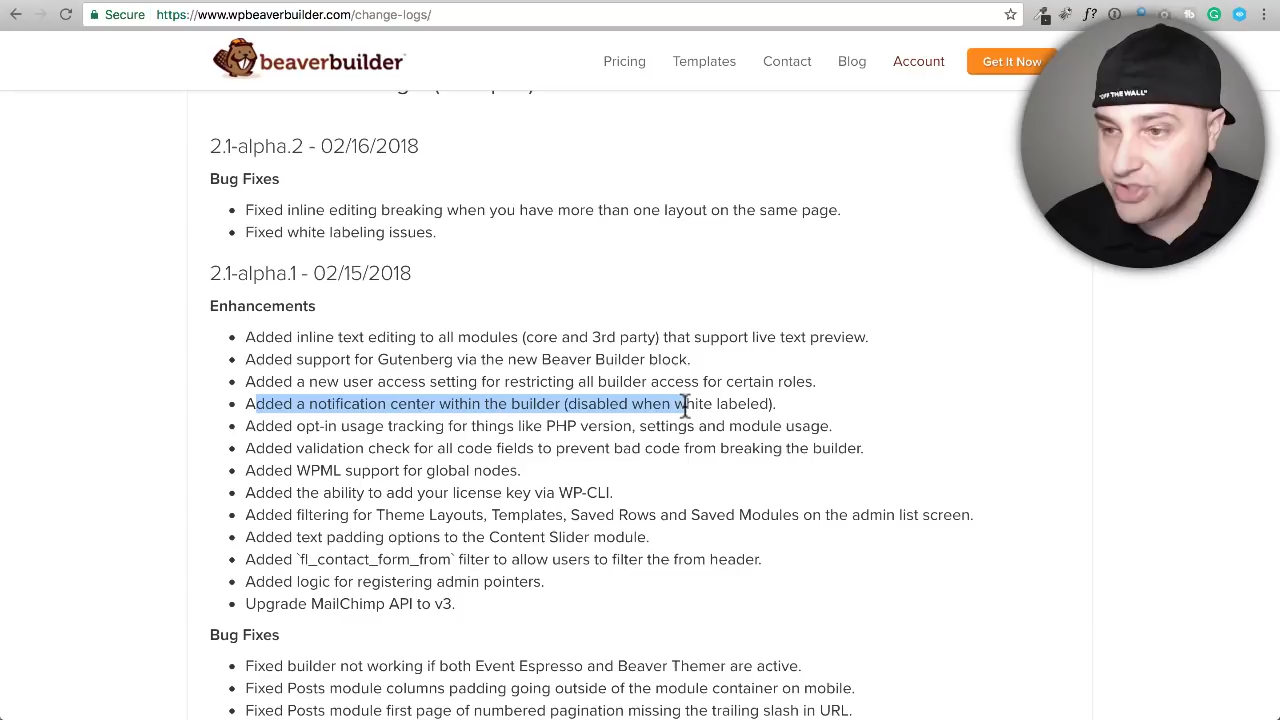 Secure https://www.wpbeaverbuilder.com/change-logs/
beaverbuilder
Pricing Templates Contact Blog Account Get It Now
"OFF THE WALL"
2.1-alpha.2 - 02/16/2018
Bug Fixes
Fixed inline editing breaking when you have more than one layout on the same page.
Fixed white labeling issues.
2.1-alpha.1 - 02/15/2018
Enhancements
Added inline text editing to all modules (core and 3rd party) that support live text preview.
Added support for Gutenberg via the new Beaver Builder block.
Added a new user access setting for restricting all builder access for certain roles.
Added a notification center within the builder (disabled when white labeled).
Added opt-in usage tracking for things like PHP version, settings and module usage.
Added validation check for all code fields to prevent bad code from breaking the builder.
Added WPML support for global nodes.
Added the ability to add your license key via WP-CLI.
Added filtering for Theme Layouts, Templates, Saved Rows and Saved Modules on the admin list screen.
Added text padding options to the Content Slider module.
Added `fl_contact_form_from` filter to allow users to filter the from header.
Added logic for registering admin pointers.
Upgrade MailChimp API to v3.
Bug Fixes
Fixed builder not working if both Event Espresso and Beaver Themer are active.
Fixed Posts module columns padding going outside of the module container on mobile.
Fixed Posts module first page of numbered pagination missing the trailing slash in URL.